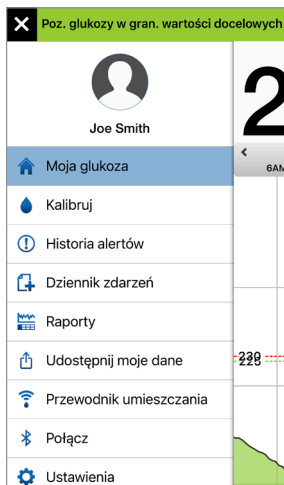 Poz. glukozy w gran. wartości docelowych
2
Joe Smith
Moja glukoza
6AM
Kalibruj
Historia alertów
Dziennik zdarzeń
Raporty
Udostępnij moje dane
230
225
Przewodnik umieszczania
Połącz
Ustawienia